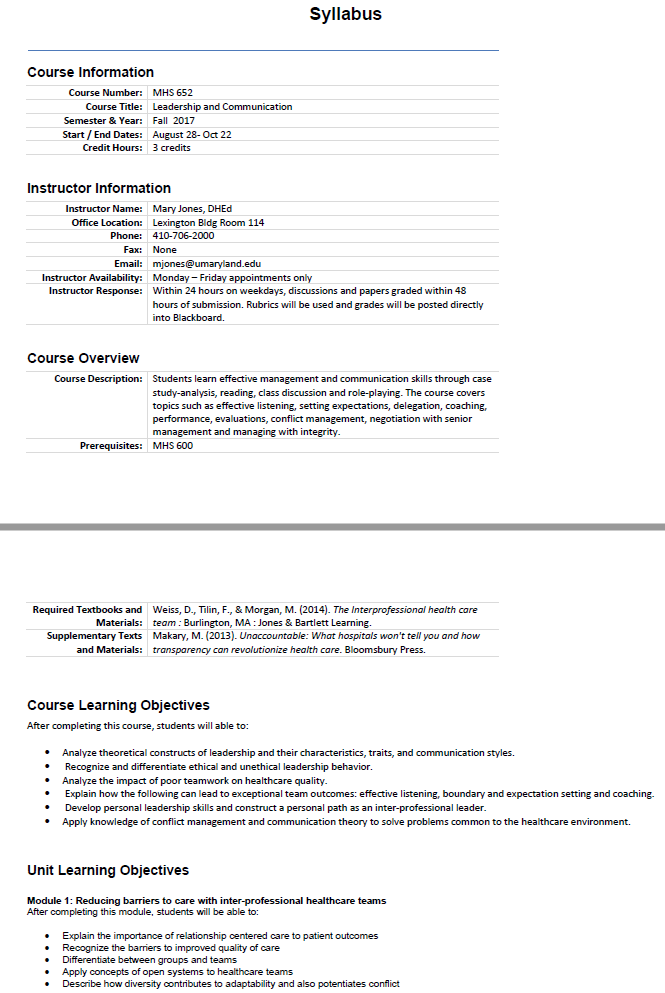 Syllabus
Course Information
Course Number: MHS 652
Course Title: Leadership and Communication
Semester & Year: Fall 2017
Start / End Dates: August 28- Oct 22
Credit Hours: 3 credits
Instructor Information
Instructor Name: Mary Jones, DHEd
Office Location: Lexington Bldg Room 114
Phone: 410-706-2000
Fax: None
Email: mjones@umaryland.edu
Instructor Availability: Monday – Friday appointments only
Instructor Response: Within 24 hours on weekdays, discussions and papers graded within 48
hours of submission. Rubrics will be used and grades will be posted directly
into Blackboard.
Course Overview
Course Description: Students learn effective management and communication skills through case
study-analysis, reading, class discussion and role-playing. The course covers
topics such as effective listening, setting expectations, delegation, coaching,
performance, evaluations, conflict management, negotiation with senior
management and managing with integrity.
Prerequisites: MHS 600
Required Textbooks and Weiss, D., Tilin, F., & Morgan, M. (2014). The Interprofessional health care
Materials: team : Burlington, MA : Jones & Bartlett Learning.
Supplementary Texts Makary, M. (2013). Unaccountable: What hospitals won't tell you and how
and Materials: transparency can revolutionize health care. Bloomsbury Press.
Course Learning Objectives
After completing this course, students will able to:
• Analyze theoretical constructs of leadership and their characteristics, traits, and communication styles.
• Recognize and differentiate ethical and unethical leadership behavior.
• Analyze the impact of poor teamwork on healthcare quality.
• Explain how the following can lead to exceptional team outcomes: effective listening, boundary and expectation setting and coaching.
• Develop personal leadership skills and construct a personal path as an inter-professional leader.
• Apply knowledge of conflict management and communication theory to solve problems common to the healthcare environment.
Unit Learning Objectives
Module 1: Reducing barriers to care with inter-professional healthcare teams
After completing this module, students will be able to:
• Explain the importance of relationship centered care to patient outcomes
• Recognize the barriers to improved quality of care
• Differentiate between groups and teams
• Apply concepts of open systems to healthcare teams
• Describe how diversity contributes to adaptability and also potentiates conflict